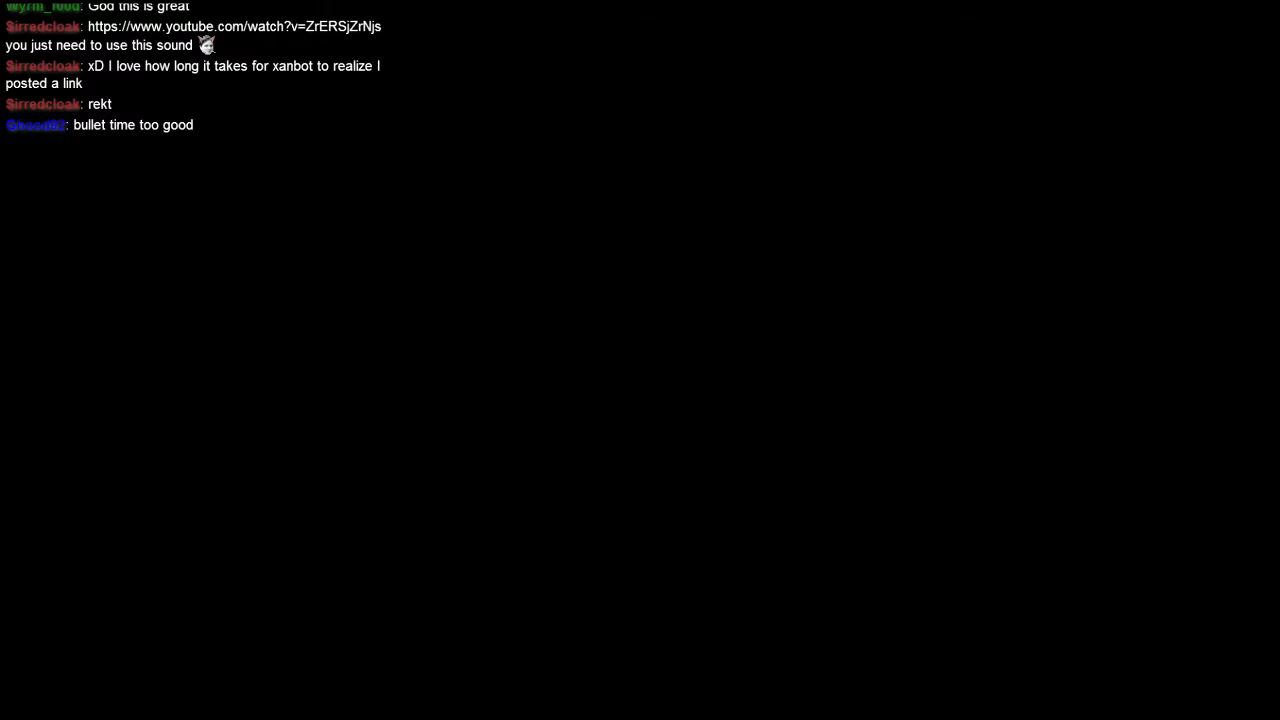 wyrm_food: God this is great
Sirredcloak: https://www.youtube.com/watch?v=ZrERSjZrNjs
you just need to use this sound
Sirredcloak: xD I love how long it takes for xanbot to realize I
posted a link
Sirredcloak: rekt
: bullet time too good